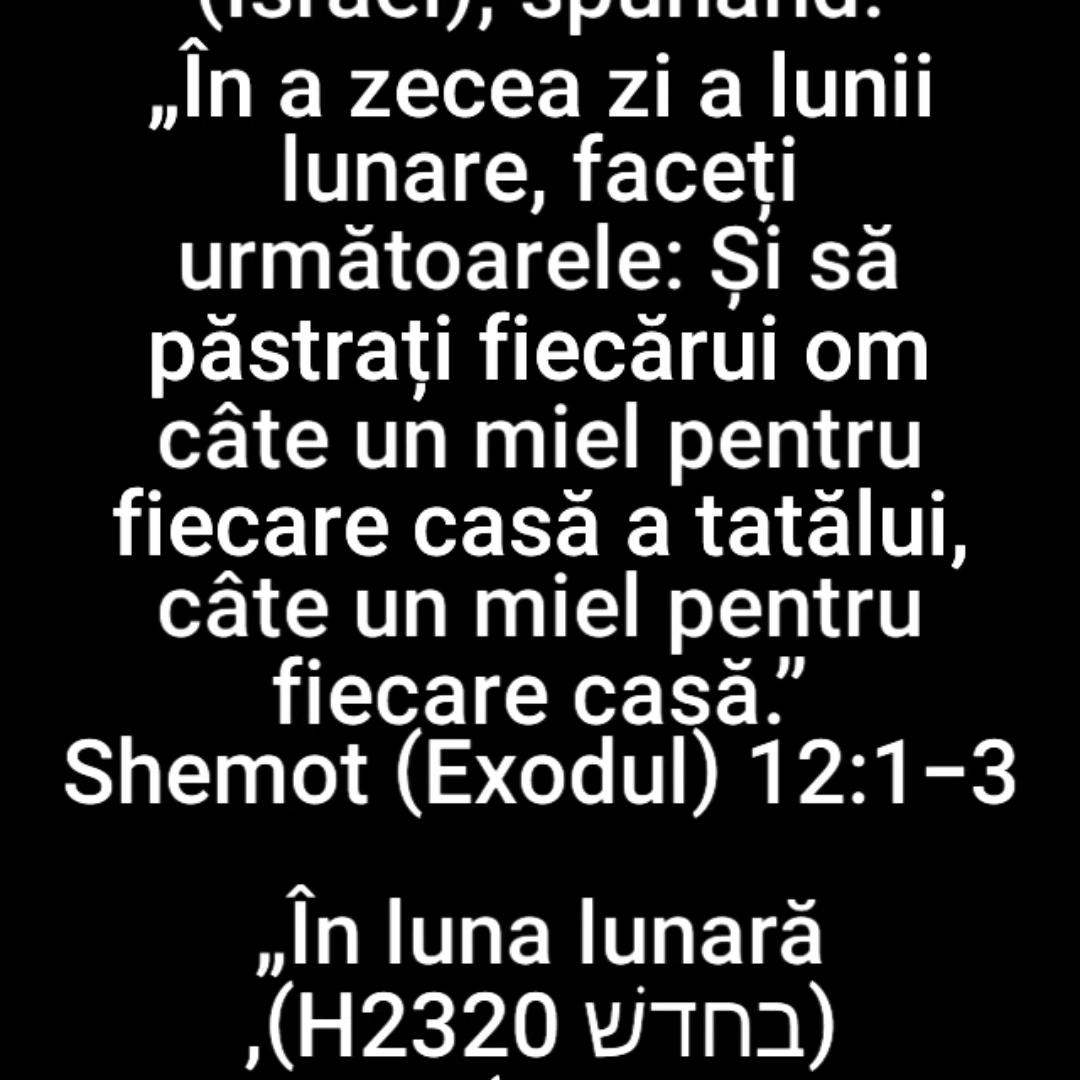 (Israel), spunând:
„În a zecea zi a lunii
lunare, faceți
următoarele: Și să
păstrați fiecărui om
câte un miel pentru
fiecare casă a tatălui,
câte un miel pentru
fiecare casă.”
Shemot (Exodul) 12:1–3
„În luna lunară
,(H2320 בחדשׁ)